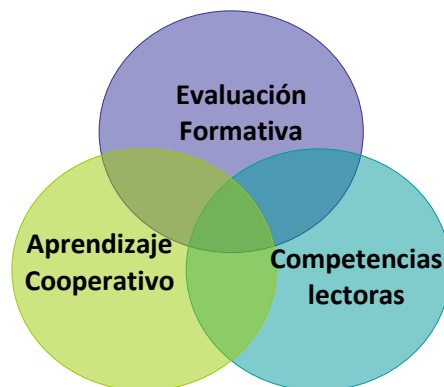 Evaluación
Formativa
Aprendizaje
Cooperativo
Competencias
lectoras